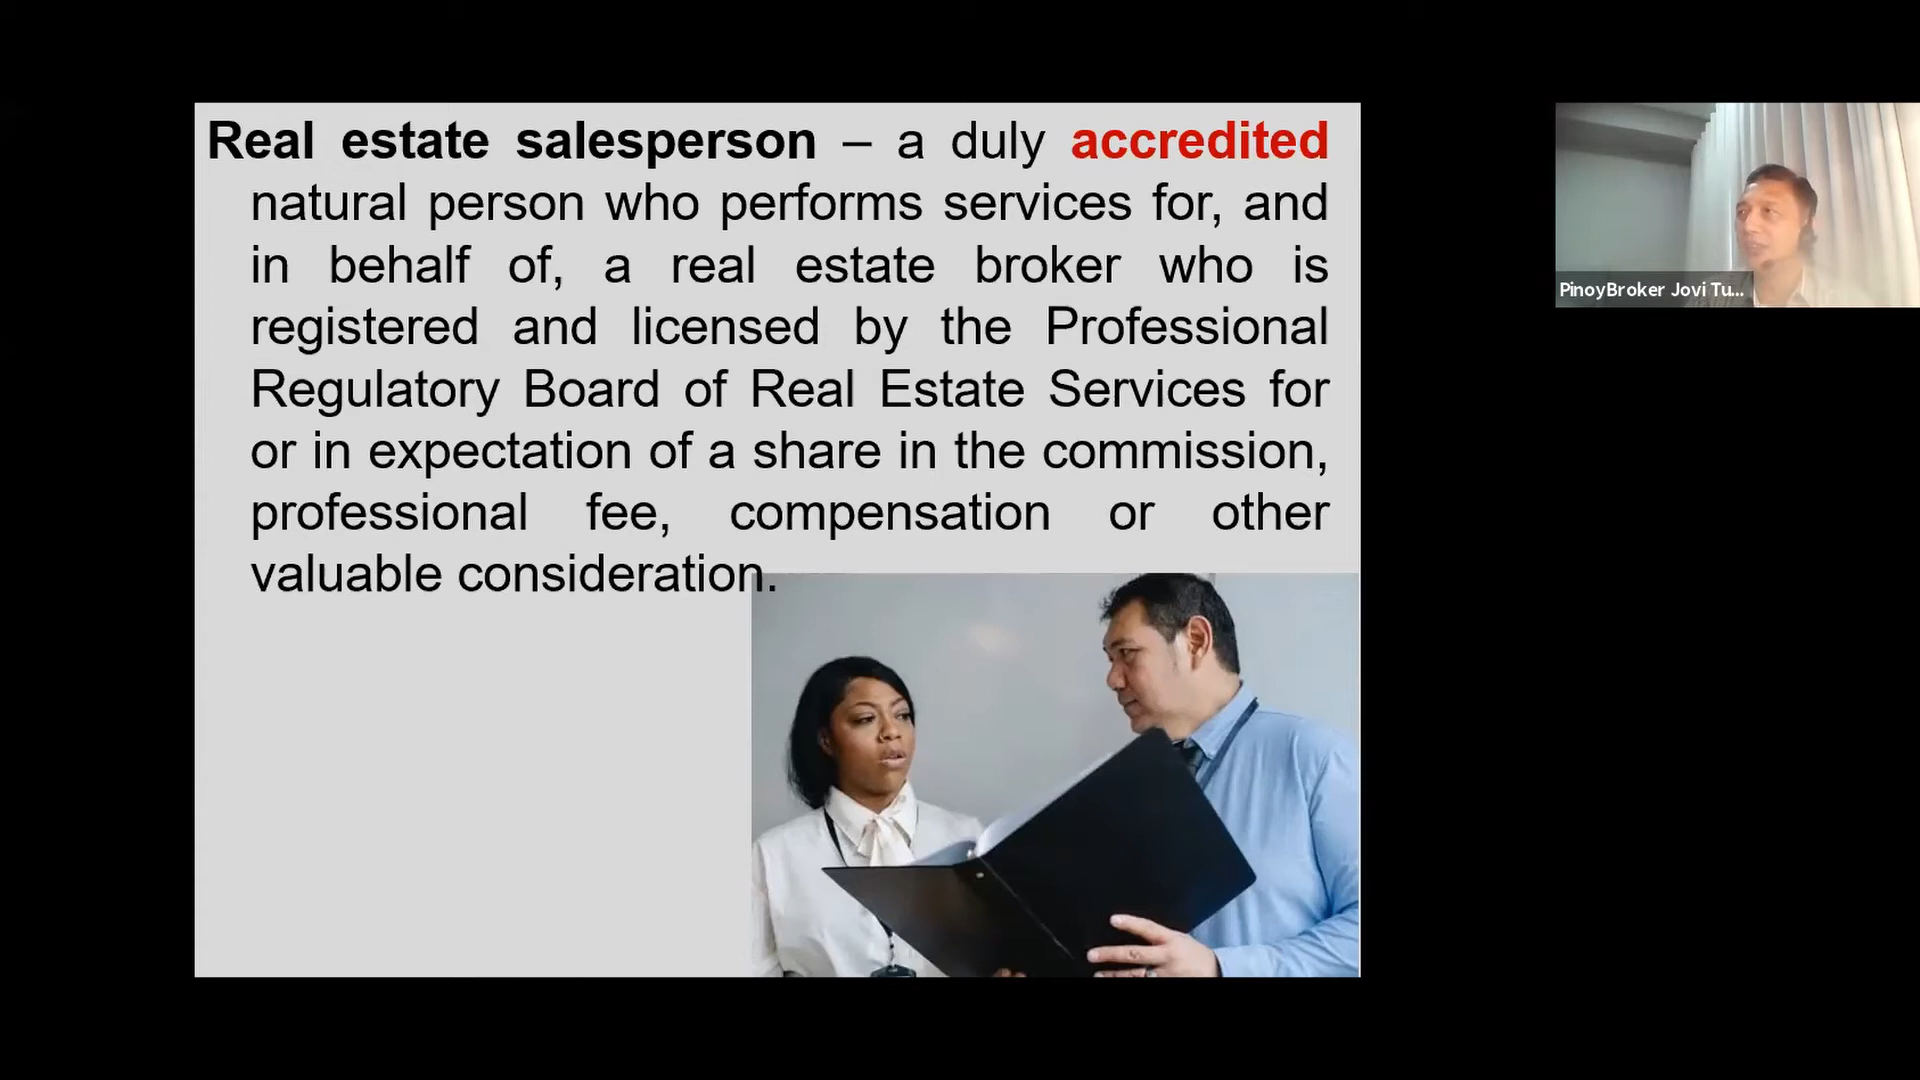 Real estate salesperson – a duly accredited
natural person who performs services for, and
in behalf of, a real estate broker who is
registered and licensed by the Professional
Regulatory Board of Real Estate Services for
or in expectation of a share in the commission,
professional fee, compensation or other
valuable consideration.
PinoyBroker Jovi Tu...